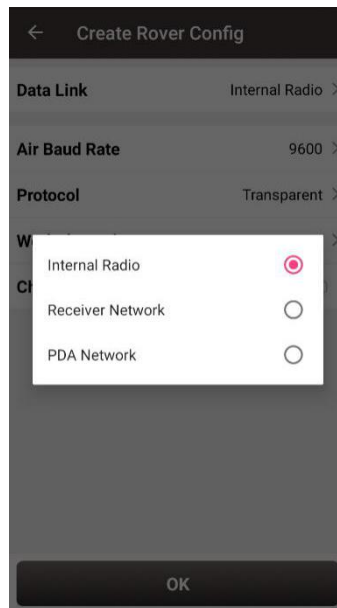 Create Rover Config
Data Link Internal Radio
Air Baud Rate 9600
Protocol Transparent
Internal Radio
Receiver Network
PDA Network
OK